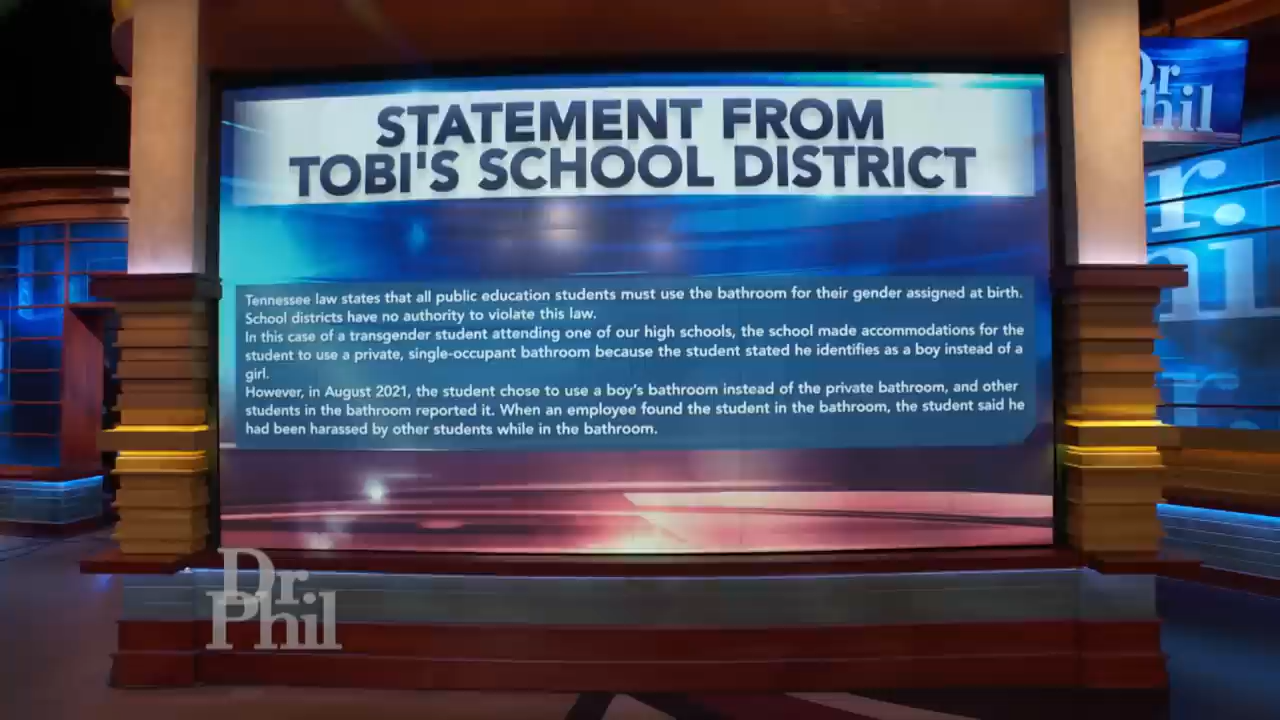 STATEMENT FROM
TOBI'S SCHOOL DISTRICT
Tennessee law states that all public education students must use the bathroom for their gender assigned at birth.
School districts have no authority to violate this law.
In this case of a transgender student attending one of our high schools, the school made accommodations for the
student to use a private, single-occupant bathroom because the student stated he identifies as a boy instead of a
girl.
However, in August 2021, the student chose to use a boy's bathroom instead of the private bathroom, and other
students in the bathroom reported it. When an employee found the student in the bathroom, the student said he
had been harassed by other students while in the bathroom.
Dr.
Phil
Dr
Phil
r.
hil